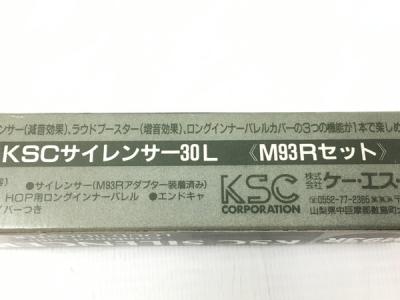 ンサー(減音効果)、ラウドブースター(増音効果)、ロングインナーバレルカバーの3つの機能が1本で楽しめ
KSCサイレンサー30L 《M93Rセット》
●サイレンサー(M93Rアダプター装着済み)
HOP用ロングインナーバレル ●エンドキャ
バーつき
KSC
CORPORATION
株式会社 ケー・エス
山梨県中巨摩郡敷島町
KSC SILEN